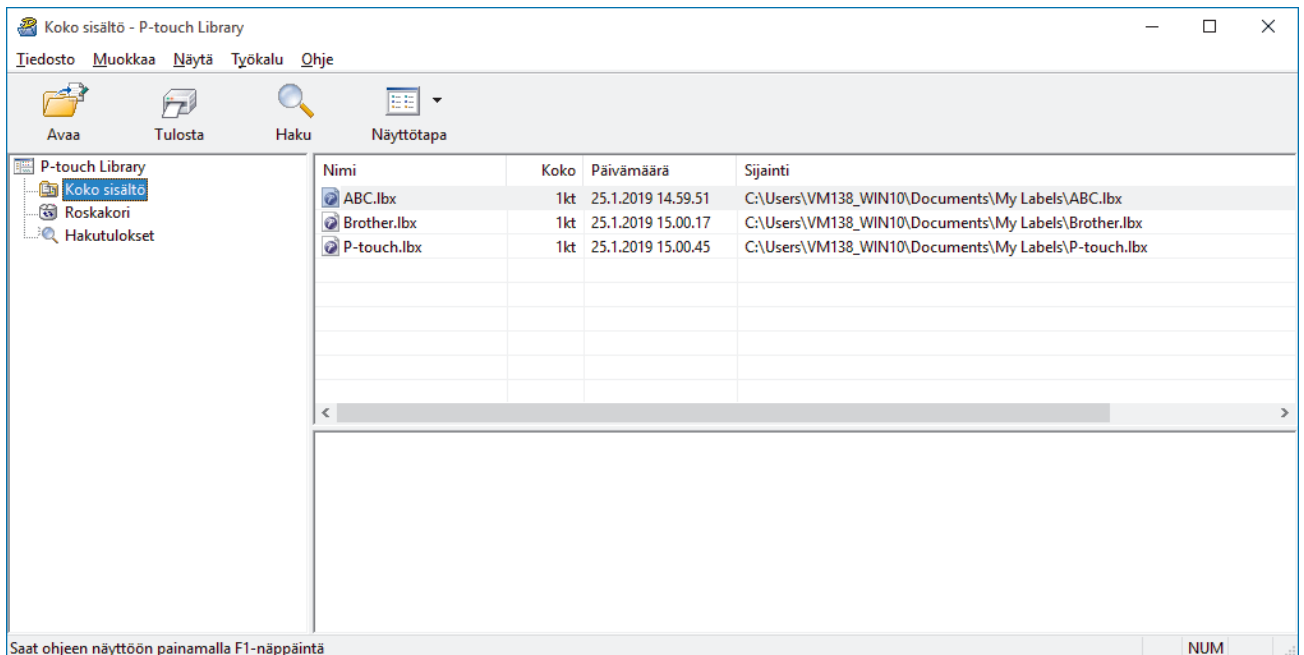 Koko sisältö - P-touch Library
Tiedosto Muokkaa Näytä Työkalu Ohje
Avaa Tulosta Haku Näyttötapa
P-touch Library
Koko sisältö
Roskakori
Hakutulokset
Nimi Koko Päivämäärä Sijainti
ABC.lbx 1kt 25.1.2019 14.59.51 C:\Users\VM138_WIN10\Documents\My Labels\ABC.lbx
Brother.lbx 1kt 25.1.2019 15.00.17 C:\Users\VM138_WIN10\Documents\My Labels\Brother.lbx
P-touch.lbx 1kt 25.1.2019 15.00.45 C:\Users\VM138_WIN10\Documents\My Labels\P-touch.lbx
Saat ohjeen näyttöön painamalla F1-näppäintä NUM